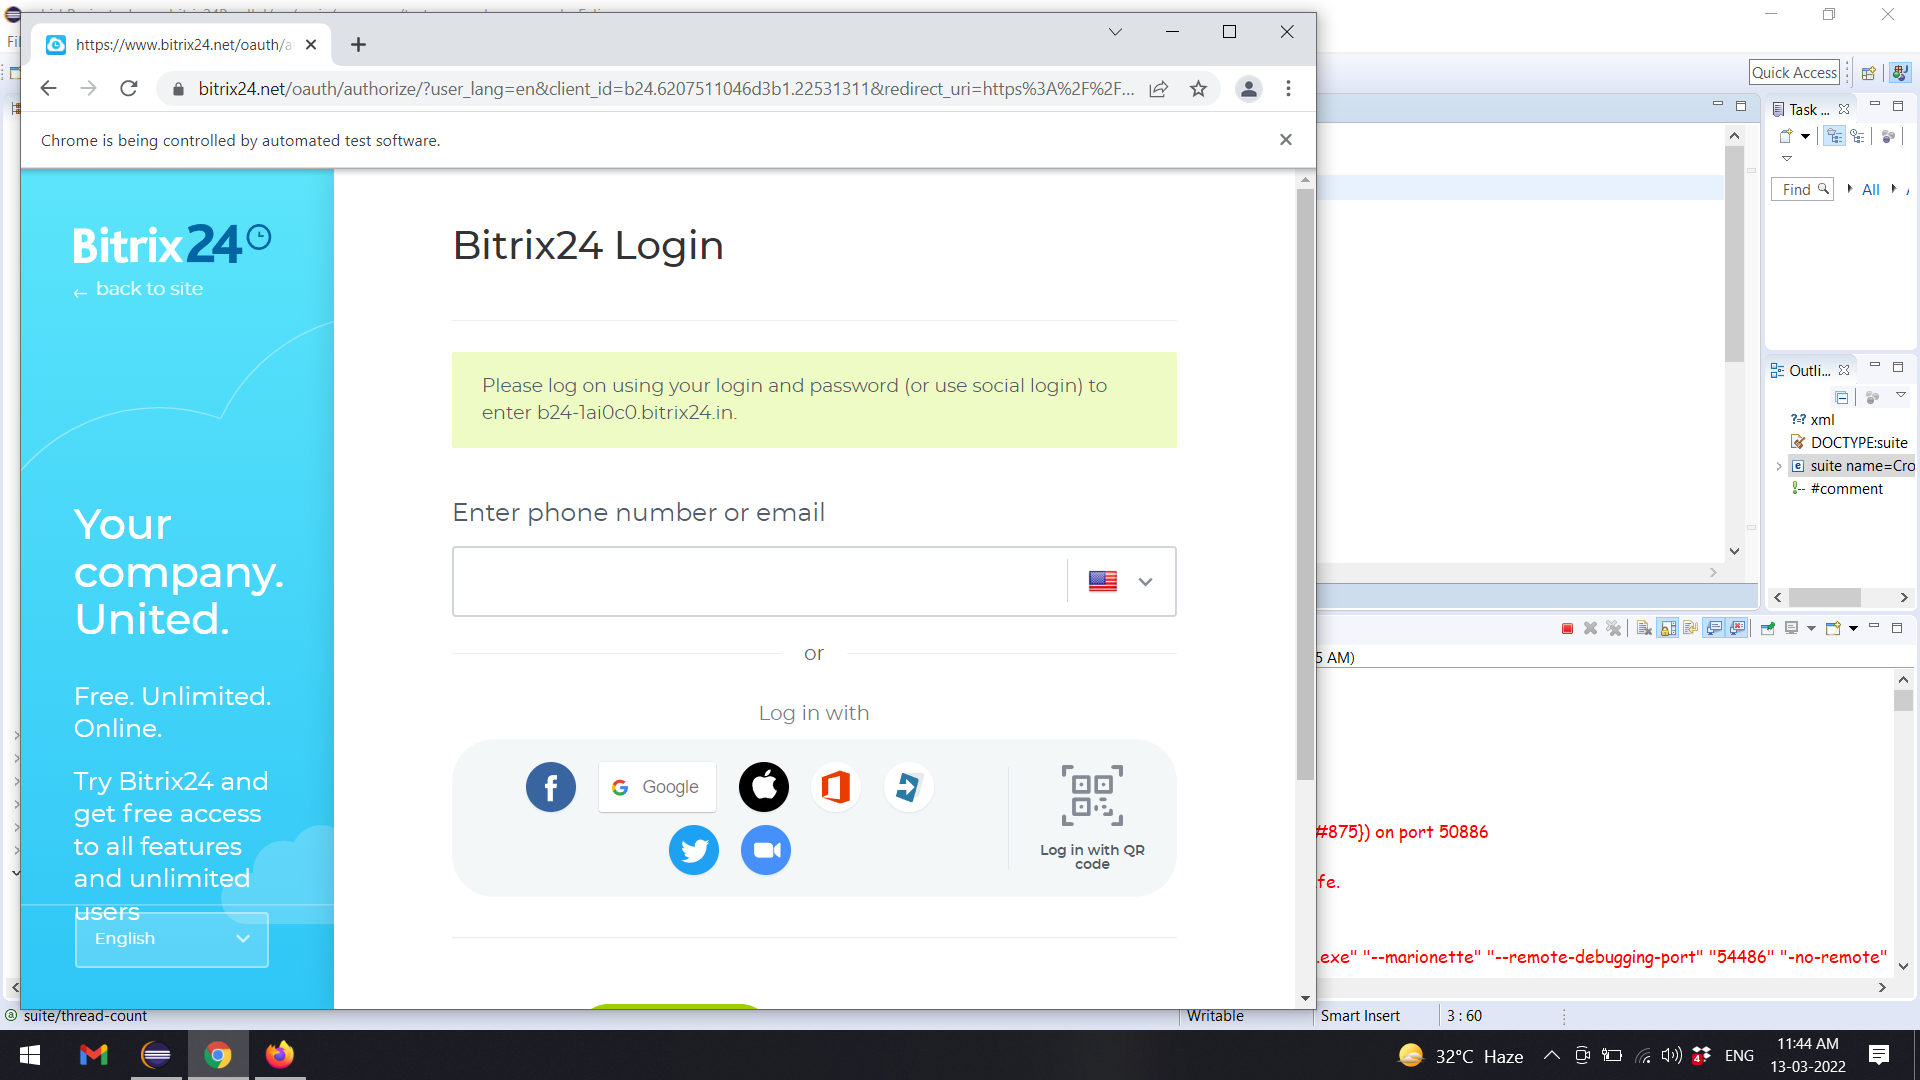 https://www.bitrix24.net/oauth/a
bitrix24.net/oauth/authorize/?user_lang=en&client_id=b24.6207511046d3b1.22531311&redirect_uri=https%3A%2F%2F...
Chrome is being controlled by automated test software.
Bitrix24
← back to site
Your
company.
United.
Free. Unlimited.
Online.
Try Bitrix24 and
get free access
to all features
and unlimited
users
English
Bitrix24 Login
Please log on using your login and password (or use social login) to
enter b24-1ai0c0.bitrix24.in.
Enter phone number or email
or
Log in with
f
G Google
Log in with QR
code
Quick Access
Task ...
Find
All
Outli...
?-? xml
DOCTYPE:suite
e suite name=Cro
#comment
5 AM)
#875}) on port 50886
fe.
.exe" "--marionette" "--remote-debugging-port" "54486" "-no-remote"
suite/thread-count
Writable
Smart Insert
3 : 60
32°C Haze
4
ENG
11:44 AM
13-03-2022